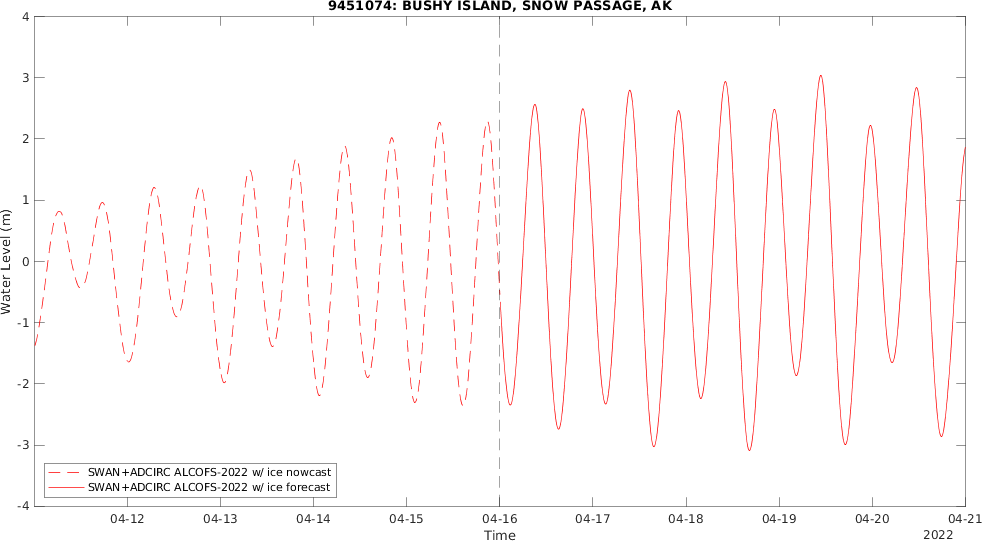 9451074: BUSHY ISLAND, SNOW PASSAGE, AK
4
3
2
1
0
-1
-2
-3
-4
Water Level (m)
SWAN+ADCIRC ALCOFS-2022 w/ ice nowcast
SWAN+ADCIRC ALCOFS-2022 w/ ice forecast
04-12 04-13 04-14 04-15 04-16 04-17 04-18 04-19 04-20 04-21
Time
2022